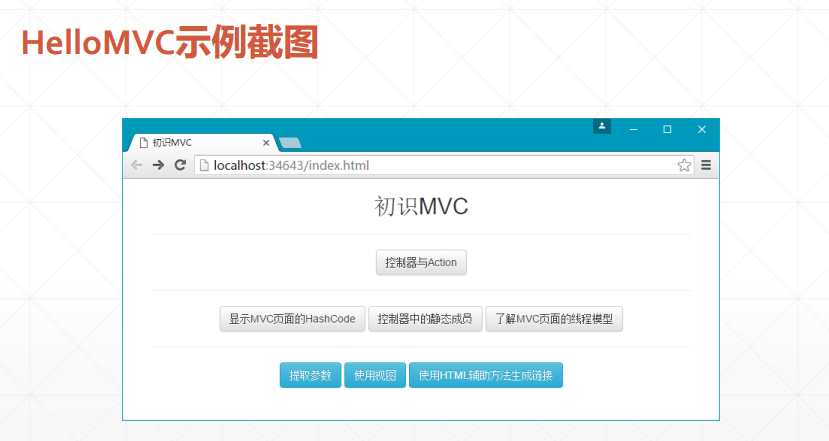 HelloMVC示例截图
初识MVC
localhost:34643/index.html
初识MVC
控制器与Action
显示MVC页面的HashCode 控制器中的静态成员 了解MVC页面的线程模型
提取参数 使用视图 使用HTML辅助方法生成链接